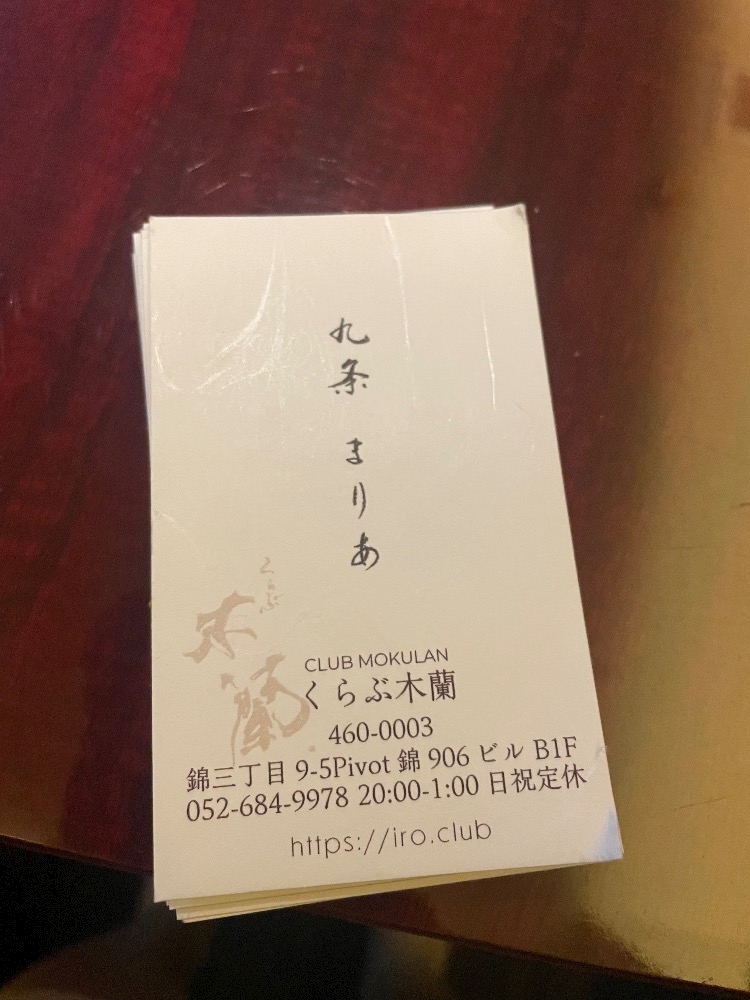 九条 まりあ
くらぶ
木蘭
CLUB MOKULAN
くらぶ木蘭
460-0003
錦三丁目 9-5Pivot 錦 906 ビル B1F
052-684-9978 20:00-1:00 日祝定休
https://iro.club